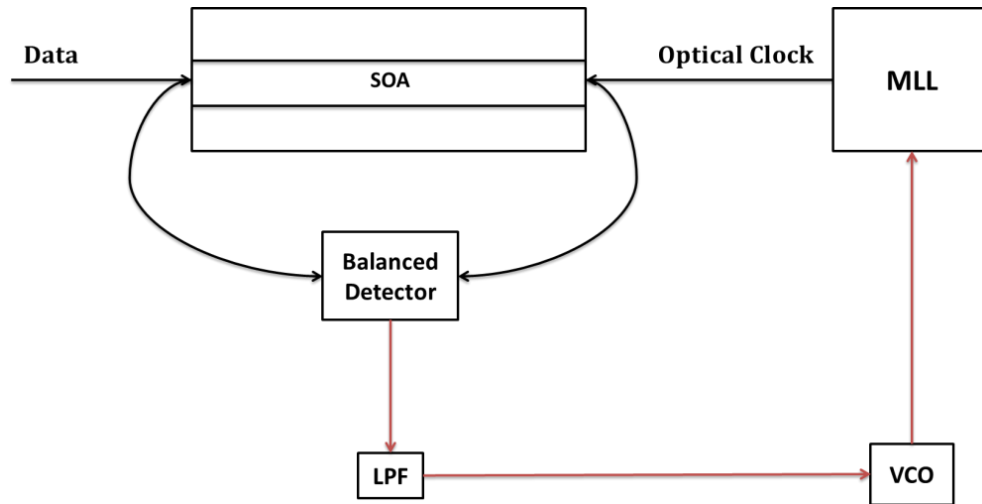 Data
SOA
Optical Clock
MLL
Balanced
Detector
LPF
VCO